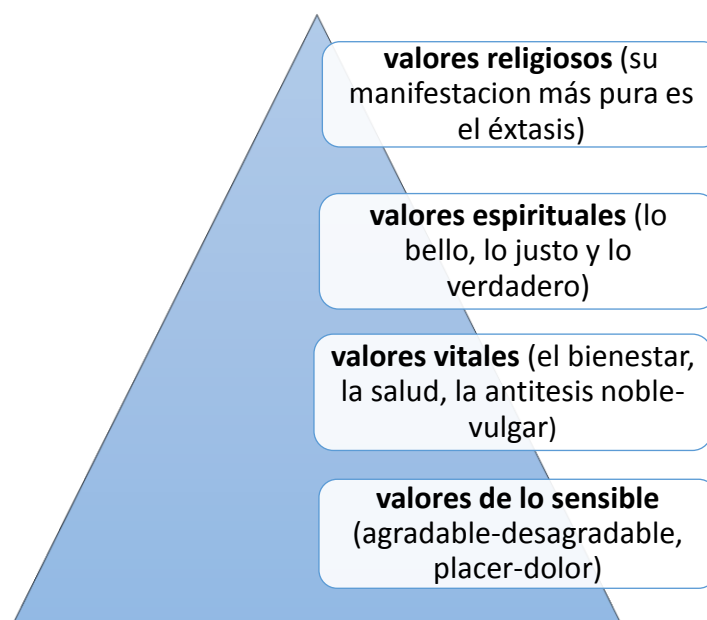 valores religiosos (su
manifestacion más pura es
el éxtasis)
valores espirituales (lo
bello, lo justo y lo
verdadero)
valores vitales (el bienestar,
la salud, la antitesis noble-
vulgar)
valores de lo sensible
(agradable-desagradable,
placer-dolor)